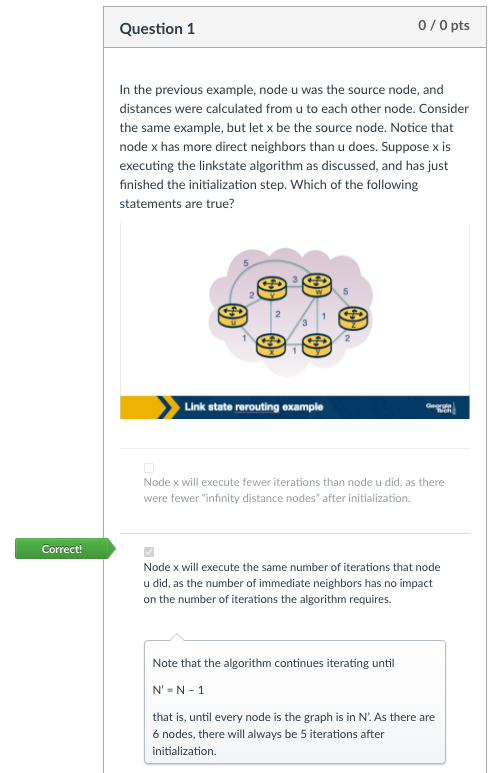 Question 1
0 / 0 pts
In the previous example, node u was the source node, and
distances were calculated from u to each other node. Consider
the same example, but let x be the source node. Notice that
node x has more direct neighbors than u does. Suppose x is
executing the linkstate algorithm as discussed, and has just
finished the initialization step. Which of the following
statements are true?
5
3
v
w
2
5
2
3
1
u
z
1
2
x
1
y
Link state rerouting example
Georgia
Tech
Node x will execute fewer iterations than node u did, as there
were fewer “infinity distance nodes” after initialization.
Correct!
Node x will execute the same number of iterations that node
u did, as the number of immediate neighbors has no impact
on the number of iterations the algorithm requires.
Note that the algorithm continues iterating until
N' = N – 1
that is, until every node is the graph is in N'. As there are
6 nodes, there will always be 5 iterations after
initialization.